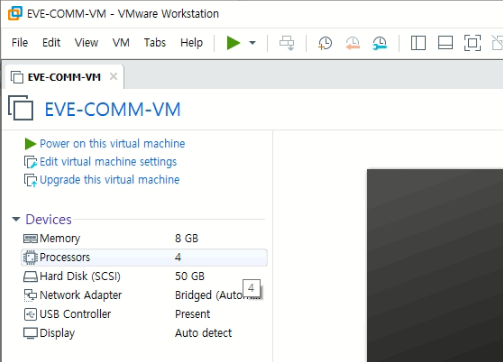 EVE-COMM-VM - VMware Workstation
File Edit View VM Tabs Help
EVE-COMM-VM
EVE-COMM-VM
Power on this virtual machine
Edit virtual machine settings
Upgrade this virtual machine
Devices
Memory 8 GB
Processors 4
Hard Disk (SCSI) 50 GB
4
Network Adapter Bridged (Autom...
USB Controller Present
Display Auto detect